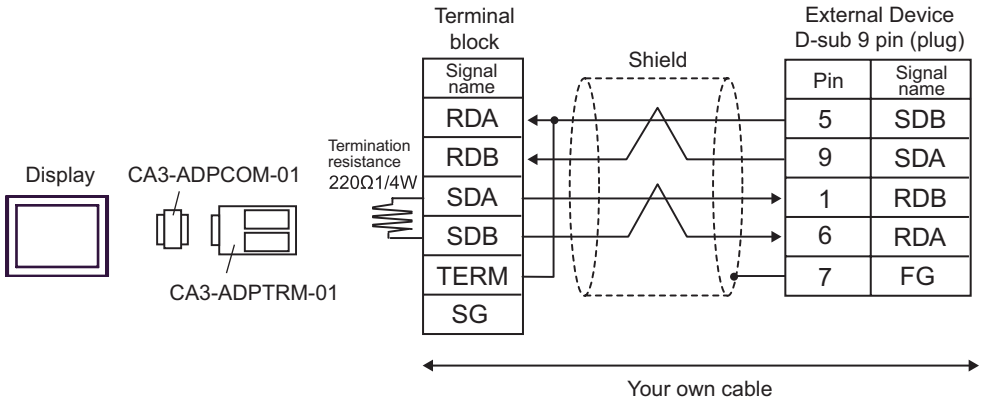 Terminal
block
External Device
D-sub 9 pin (plug)
Shield
Signal
name
Pin
Signal
name
RDA
5
SDB
RDB
9
SDA
Termination
resistance
220Ω1/4W
Display
CA3-ADPCOM-01
SDA
1
RDB
SDB
6
RDA
TERM
7
FG
CA3-ADPTRM-01
SG
Your own cable